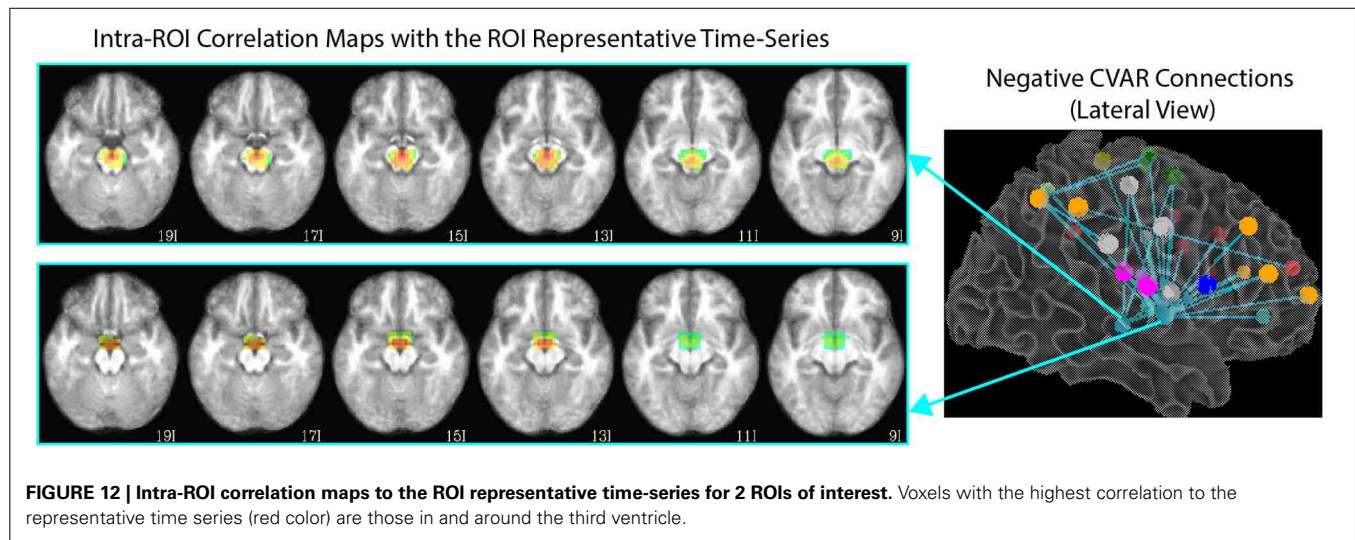 Intra-ROI Correlation Maps with the ROI Representative Time-Series
Negative CVAR Connections
(Lateral View)
19I 17I 15I 13I 11I 9I
19I 17I 15I 13I 11I 9I
FIGURE 12 | Intra-ROI correlation maps to the ROI representative time-series for 2 ROIs of interest. Voxels with the highest correlation to the
representative time series (red color) are those in and around the third ventricle.